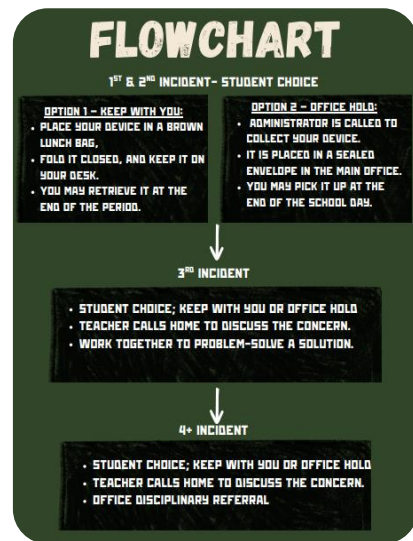 FLOWCHART
1ST & 2ND INCIDENT- STUDENT CHOICE
OPTION 1 – KEEP WITH YOU:
• PLACE YOUR DEVICE IN A BROWN
LUNCH BAG,
• FOLD IT CLOSED, AND KEEP IT ON
YOUR DESK.
• YOU MAY RETRIEVE IT AT THE
END OF THE PERIOD.
OPTION 2 – OFFICE HOLD:
• ADMINISTRATOR IS CALLED TO
COLLECT YOUR DEVICE.
• IT IS PLACED IN A SEALED
ENVELOPE IN THE MAIN OFFICE.
• YOU MAY PICK IT UP AT THE
END OF THE SCHOOL DAY.
3RD INCIDENT
• STUDENT CHOICE; KEEP WITH YOU OR OFFICE HOLD
• TEACHER CALLS HOME TO DISCUSS THE CONCERN.
• WORK TOGETHER TO PROBLEM-SOLVE A SOLUTION.
4+ INCIDENT
• STUDENT CHOICE; KEEP WITH YOU OR OFFICE HOLD
• TEACHER CALLS HOME TO DISCUSS THE CONCERN.
• OFFICE DISCIPLINARY REFERRAL